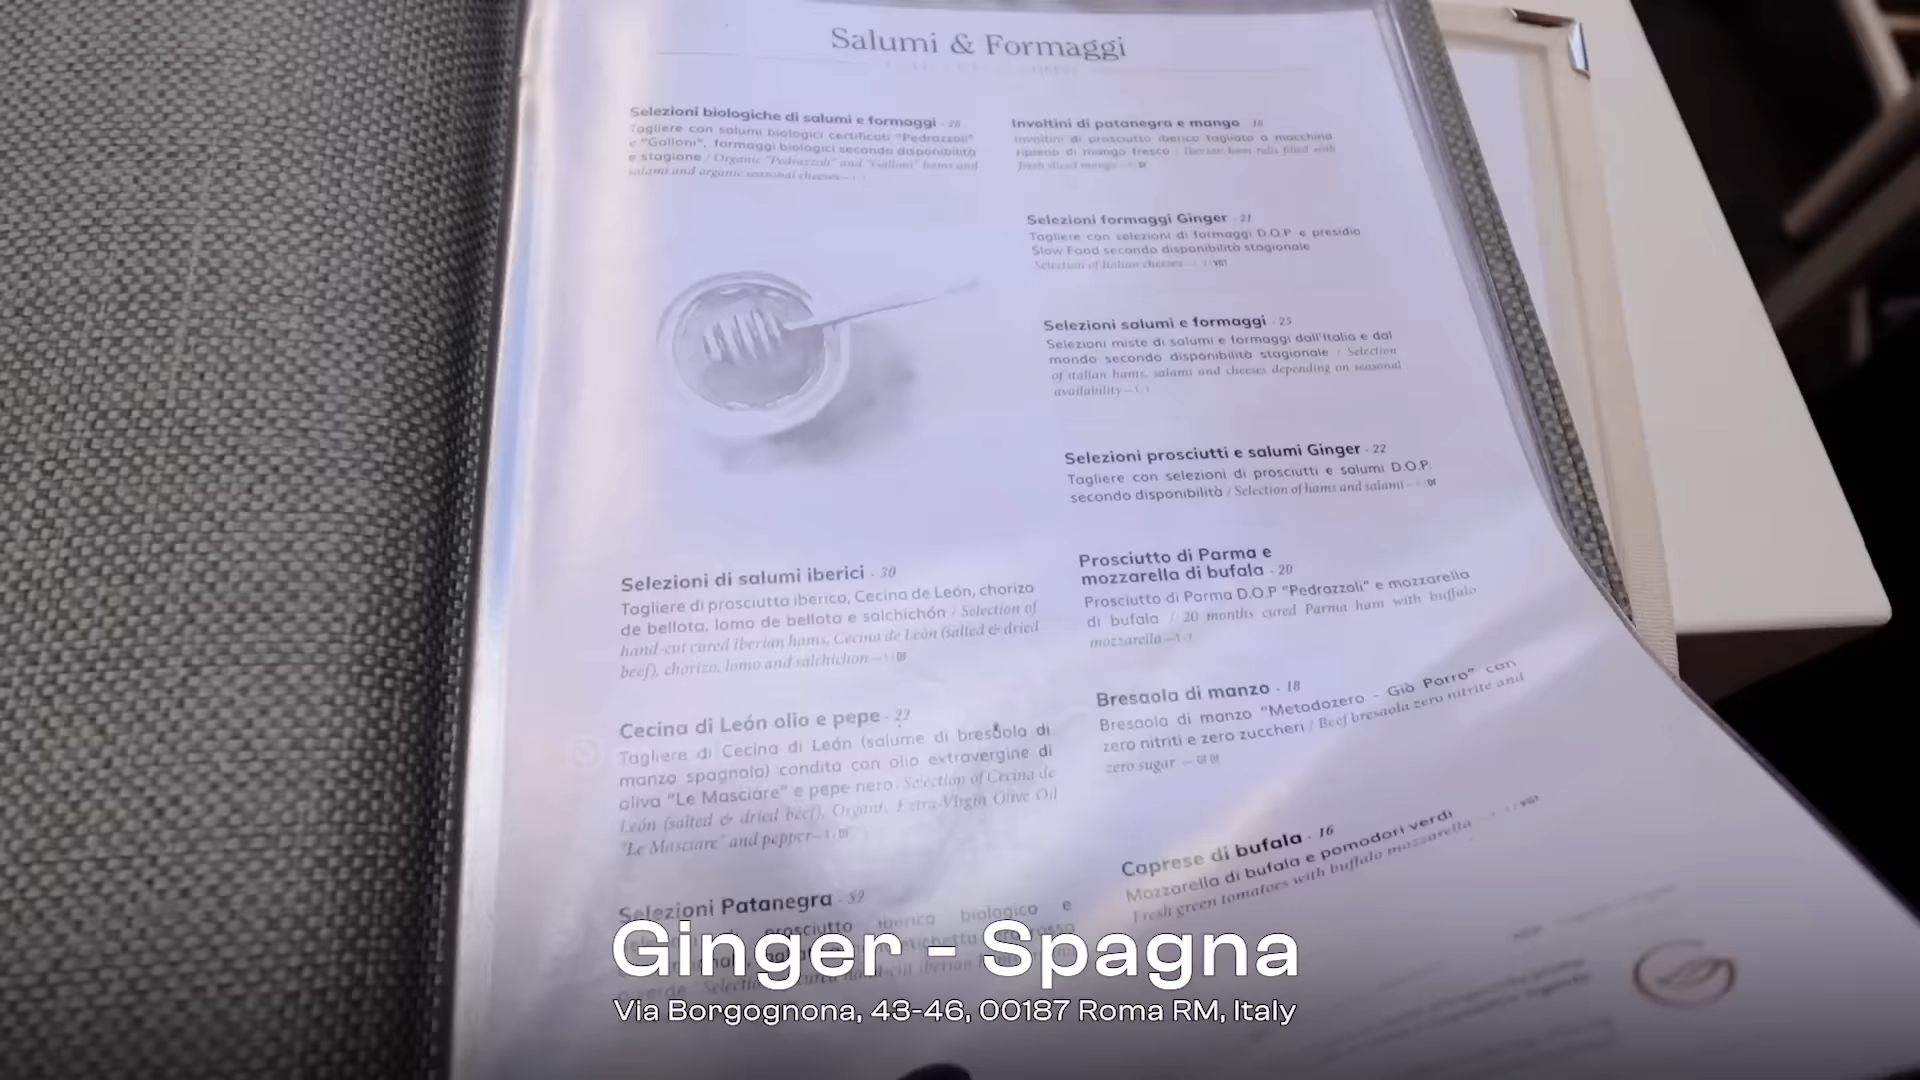 Salumi & Formaggi
Selezioni biologiche di salumi e formaggi - 28
Tagliere con salumi biologici certificati "Pedrazzoli"
e "Galloni", formaggi biologici secondo disponibilità
e stagione / Organic "Pedrazzoli" and "Galloni" hams and
salami and organic seasonal cheeses
Selezioni di salumi iberici - 30
Tagliere di prosciutto iberico, Cecina de León, chorizo
de bellota, lomo de bellota e salchichón / Selection of
hand-cut cured Iberian hams, Cecina de León (salted & dried
beef), chorizo, lomo and salchichon
Cecina di León olio e pepe - 22
Tagliere di Cecina di León (salume di bresaola di
manzo spagnolo) condita con olio extravergine di
oliva "Le Masciare" e pepe nero / Selection of Cecina de
León (salted & dried beef), Organic Extra-Virgin Olive Oil
"Le Masciare" and pepper
Selezioni Patanegra
prosciutto iberico biologico e
etichetta rossa
Involtini di patanegra e mango - 18
Involtini di prosciutto iberico tagliato a macchina
ripieno di mango fresco / Iberian ham rolls filled with
fresh sliced mango
Selezioni formaggi Ginger - 21
Tagliere con selezioni di formaggi D.O.P. e presidio
Slow Food secondo disponibilità stagionale
Selection of Italian cheeses
Selezioni salumi e formaggi - 25
Selezioni miste di salumi e formaggi dall'Italia e dal
mondo secondo disponibilità stagionale / Selection
of italian hams, salami and cheeses depending on seasonal
availability
Selezioni prosciutti e salumi Ginger - 22
Tagliere con selezioni di prosciutti e salumi D.O.P.
secondo disponibilità / Selection of hams and salami
Prosciutto di Parma e
mozzarella di bufala - 20
Prosciutto di Parma D.O.P "Pedrazzoli" e mozzarella
di bufala / 20 months cured Parma ham with buffalo
mozzarella
Bresaola di manzo - 18
Bresaola di manzo "Metodozero - Giò Porro" con
zero nitriti e zero zuccheri / Beef bresaola zero nitrite and
zero sugar
Caprese di bufala - 16
Mozzarella di bufala e pomodori verdi
Fresh green tomatoes with buffalo mozzarella
Ginger - Spagna
Via Borgognona, 43-46, 00187 Roma RM, Italy